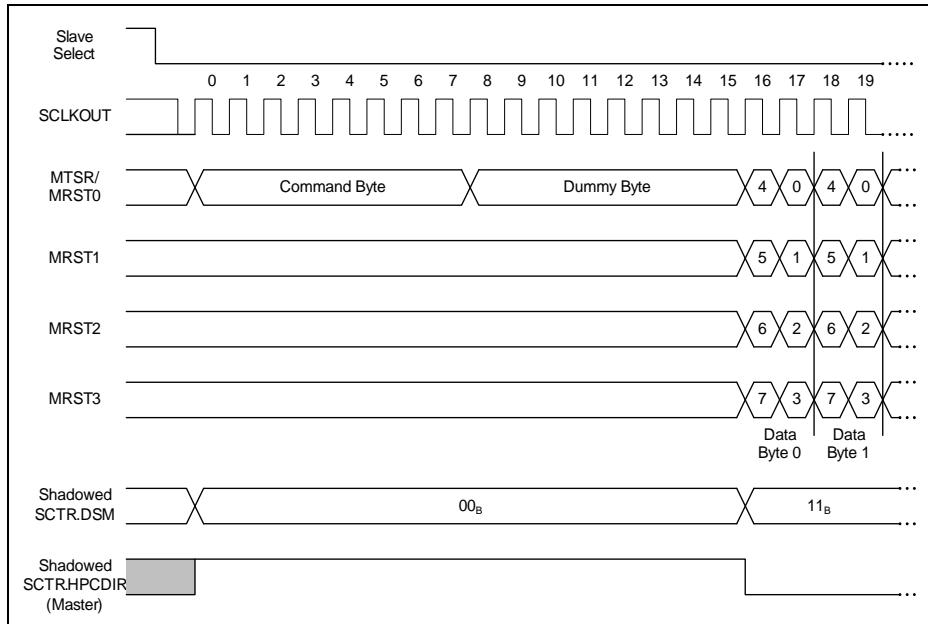 Slave
Select
0 1 2 3 4 5 6 7 8 9 10 11 12 13 14 15 16 17 18 19
SCLKOUT
MTSR/
MRST0
Command Byte Dummy Byte 4 0 4 0
MRST1 5 1 5 1
MRST2 6 2 6 2
MRST3 7 3 7 3
Data
Byte 0
Data
Byte 1
Shadowed
SCTR.DSM
00B 11B
Shadowed
SCTR.HPCDIR
(Master)